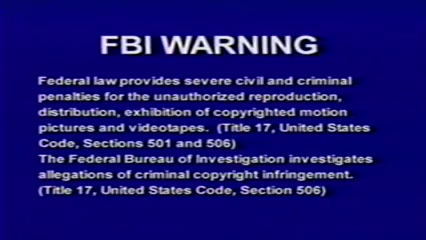 FBI WARNING
Federal law provides severe civil and criminal
penalties for the unauthorized reproduction,
distribution, exhibition of copyrighted motion
pictures and videotapes. (Title 17, United States
Code, Sections 501 and 506)
The Federal Bureau of Investigation investigates
allegations of criminal copyright infringement.
(Title 17, United States Code, Section 506)